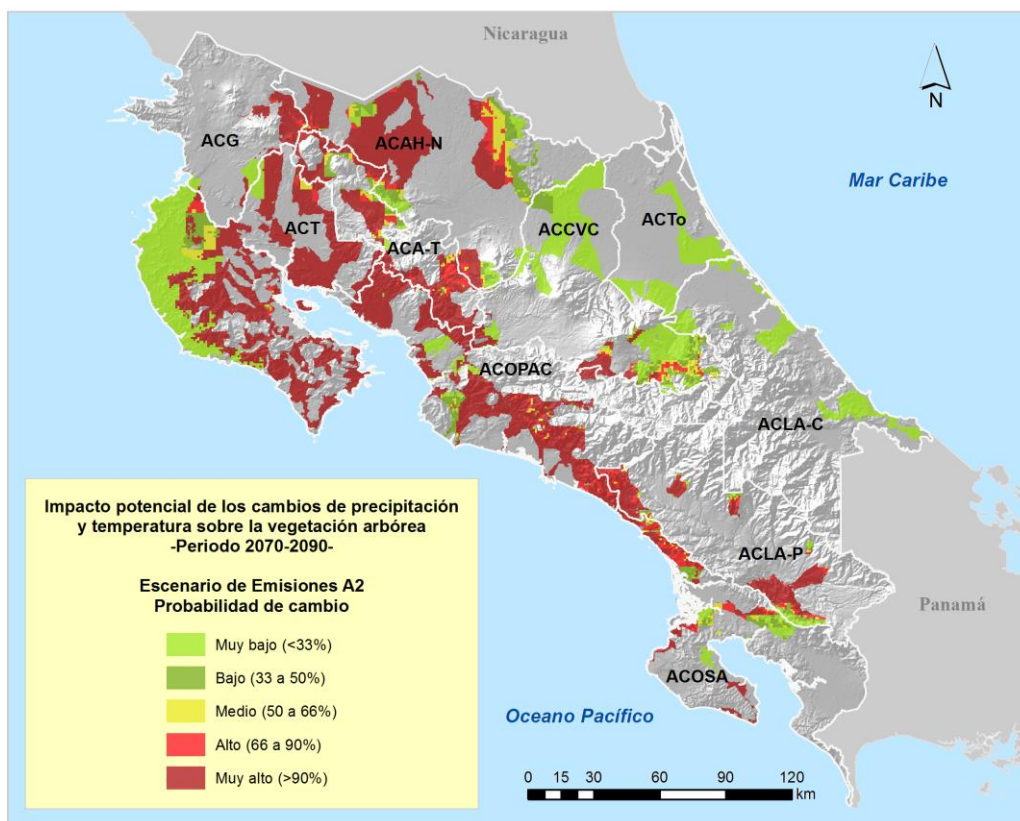 Nicaragua
N
ACG
ACAH-N
Mar Caribe
ACCVC
ACTo
ACT
ACA-T
ACOPAC
ACLA-C
Impacto potencial de los cambios de precipitación
y temperatura sobre la vegetación arbórea
-Periodo 2070-2090-
Escenario de Emisiones A2
Probabilidad de cambio
Muy bajo (<33%)
Bajo (33 a 50%)
Medio (50 a 66%)
Alto (66 a 90%)
Muy alto (>90%)
ACLA-P
Panamá
ACOSA
Oceano Pacífico
0 15 30 60 90 120
km